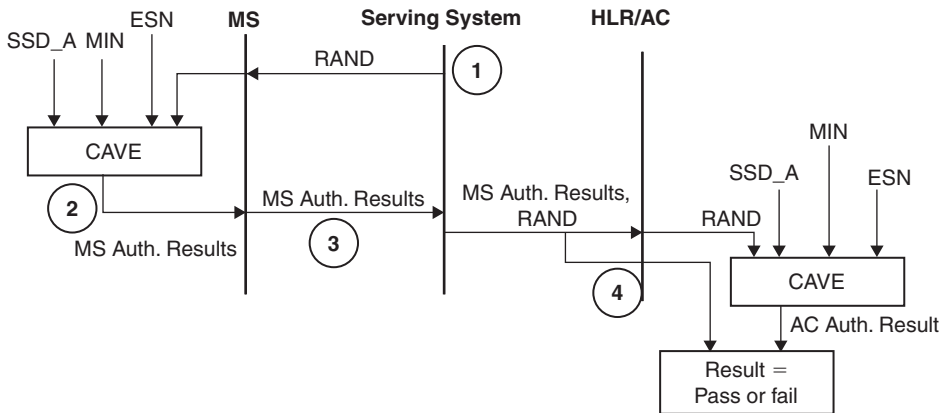 ESN
MS
Serving System
HLR/AC
SSD_A
MIN
RAND
1
CAVE
MIN
SSD_A
ESN
2
MS Auth. Results
3
MS Auth. Results
MS Auth. Results,
RAND
RAND
4
CAVE
AC Auth. Result
Result =
Pass or fail